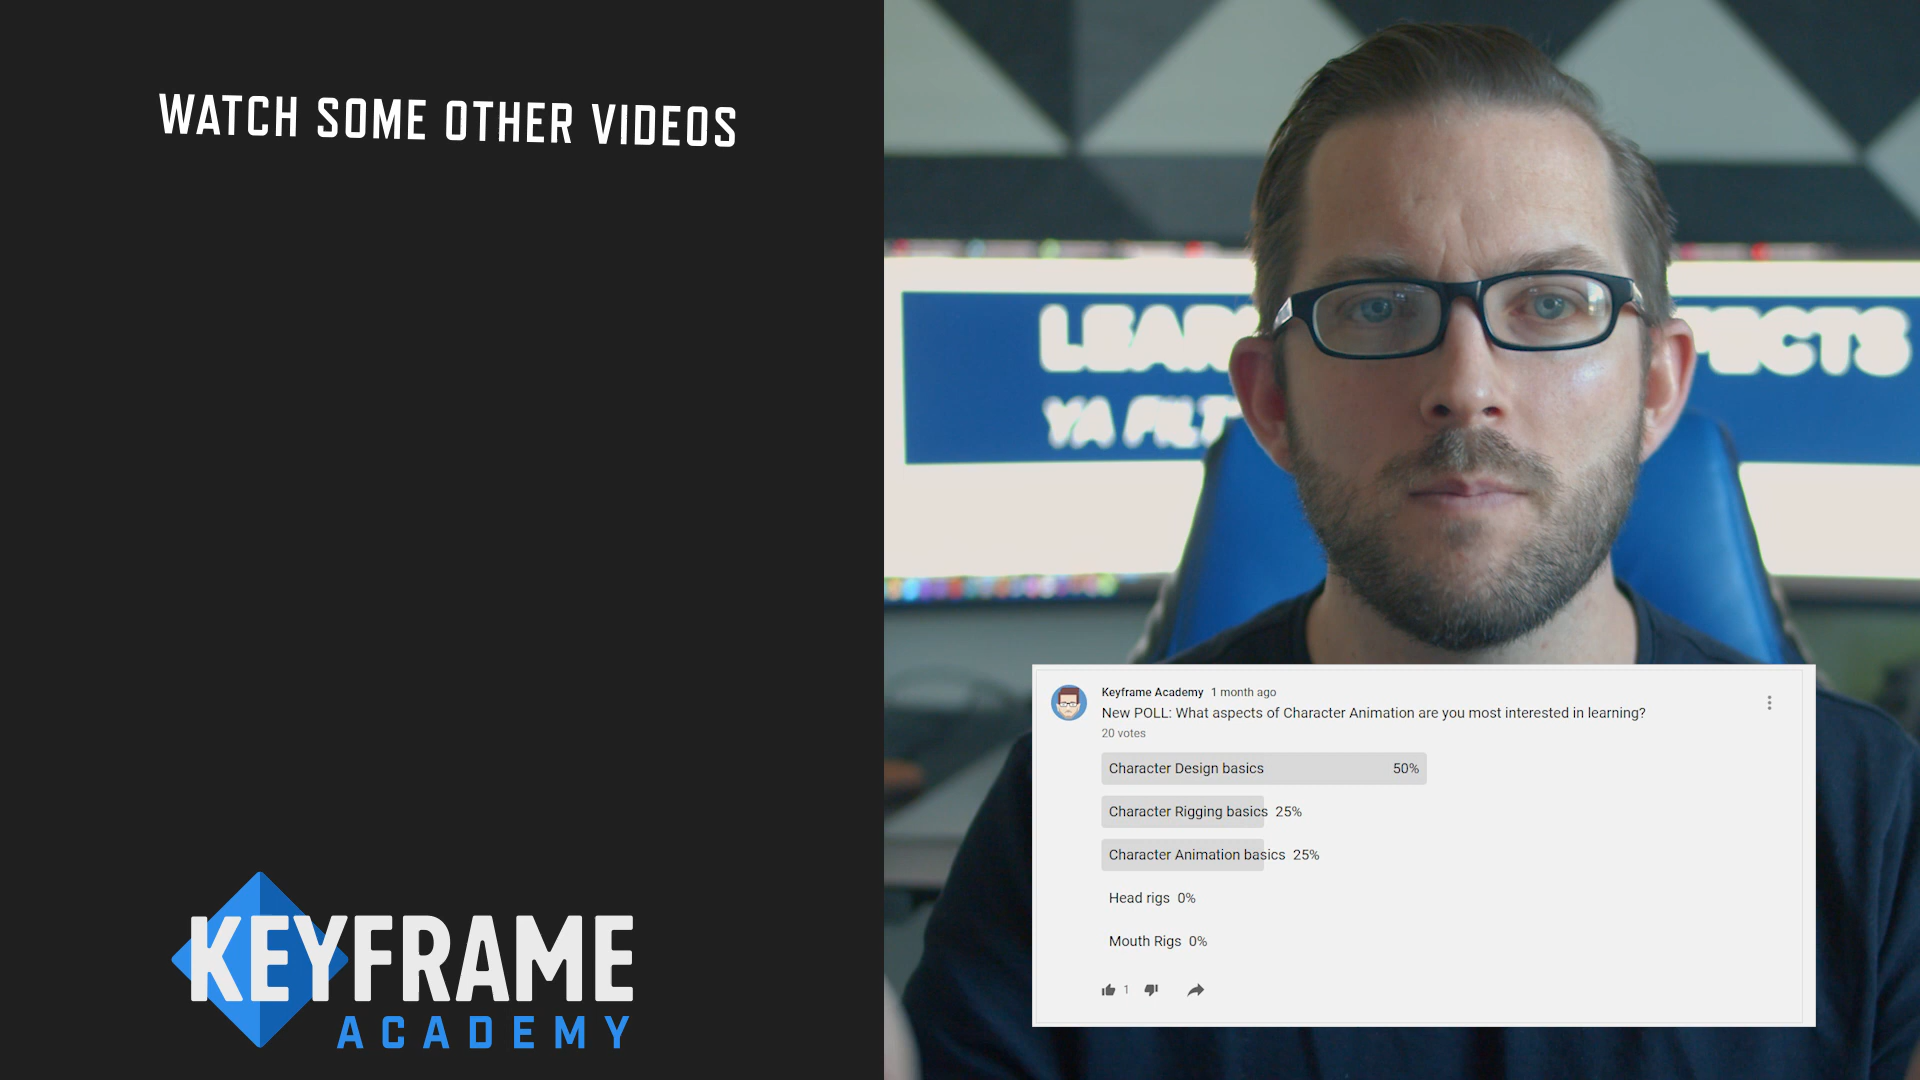 WATCH SOME OTHER VIDEOS
KEYFRAME
ACADEMY
Keyframe Academy 1 month ago
New POLL: What aspects of Character Animation are you most interested in learning?
20 votes
Character Design basics 50%
Character Rigging basics 25%
Character Animation basics 25%
Head rigs 0%
Mouth Rigs 0%
1